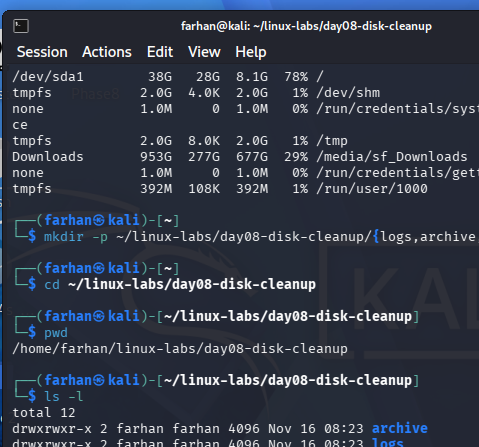 farhan@kali: ~/linux-labs/day08-disk-cleanup
Session Actions Edit View Help
/dev/sda1 38G 28G 8.1G 78% /
tmpfs 2.0G 4.0K 2.0G 1% /dev/shm
none 1.0M 0 1.0M 0% /run/credentials/syst
ce
tmpfs 2.0G 8.0K 2.0G 1% /tmp
Downloads 953G 277G 677G 29% /media/sf_Downloads
none 1.0M 0 1.0M 0% /run/credentials/gett
tmpfs 392M 108K 392M 1% /run/user/1000
┌──(farhan㉿kali)-[~]
└─$ mkdir -p ~/linux-labs/day08-disk-cleanup/{logs,archive
┌──(farhan㉿kali)-[~]
└─$ cd ~/linux-labs/day08-disk-cleanup
┌──(farhan㉿kali)-[~/linux-labs/day08-disk-cleanup]
└─$ pwd
/home/farhan/linux-labs/day08-disk-cleanup
┌──(farhan㉿kali)-[~/linux-labs/day08-disk-cleanup]
└─$ ls -l
total 12
drwxrwxr-x 2 farhan farhan 4096 Nov 16 08:23 archive
drwxrwxr-x 2 farhan farhan 4096 Nov 16 08:23 logs